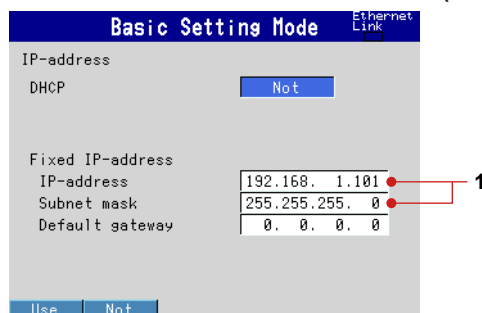 Basic Setting Mode
Ethernet
Link
IP-address
DHCP Not
Fixed IP-address
IP-address 192.168. 1.101
1
Subnet mask 255.255.255. 0
Default gateway 0. 0. 0. 0
Use Not